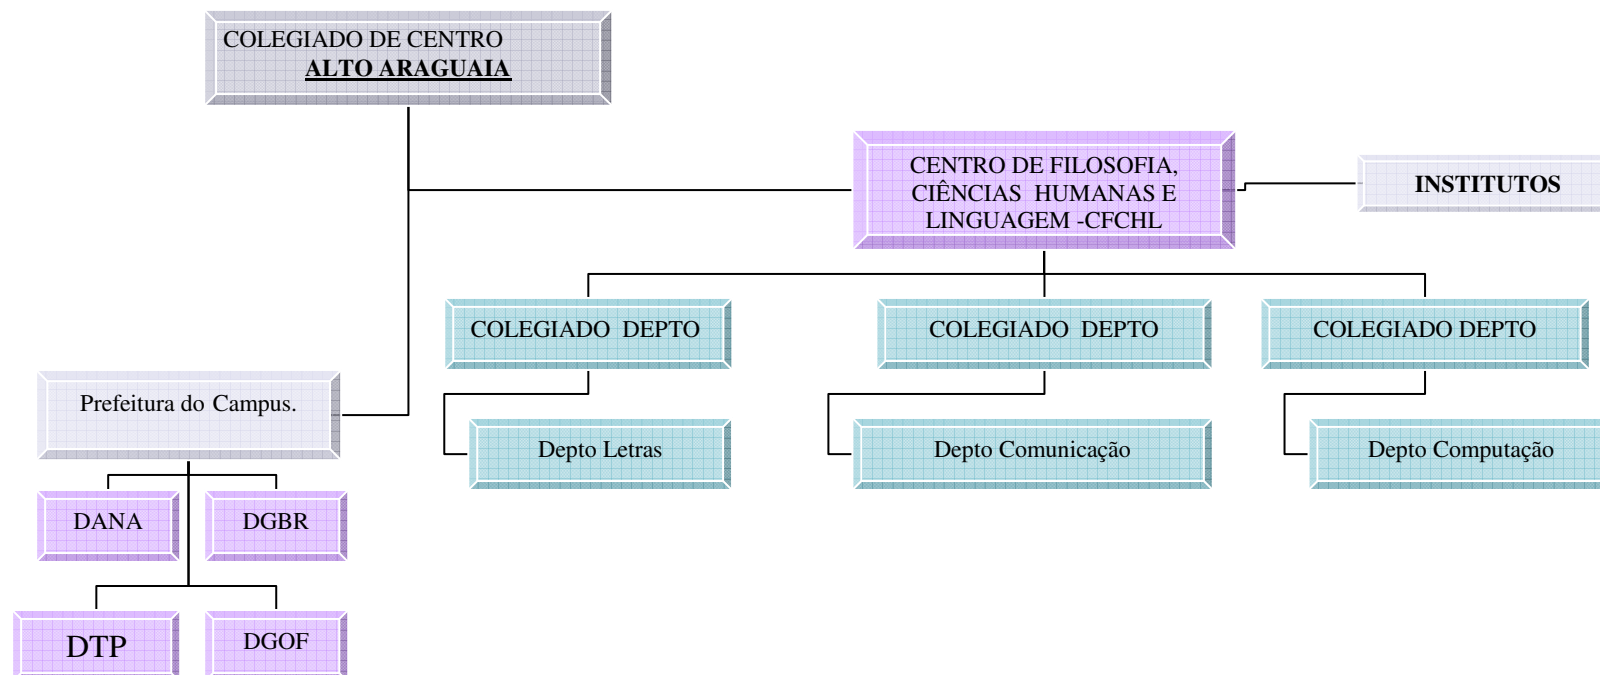 COLEGIADO DE CENTRO
ALTO ARAGUAIA
CENTRO DE FILOSOFIA,
CIÊNCIAS HUMANAS E
LINGUAGEM -CFCHL
INSTITUTOS
COLEGIADO DEPTO
COLEGIADO DEPTO
COLEGIADO DEPTO
Prefeitura do Campus.
Depto Letras
Depto Comunicação
Depto Computação
DANA
DGBR
DTP
DGOF